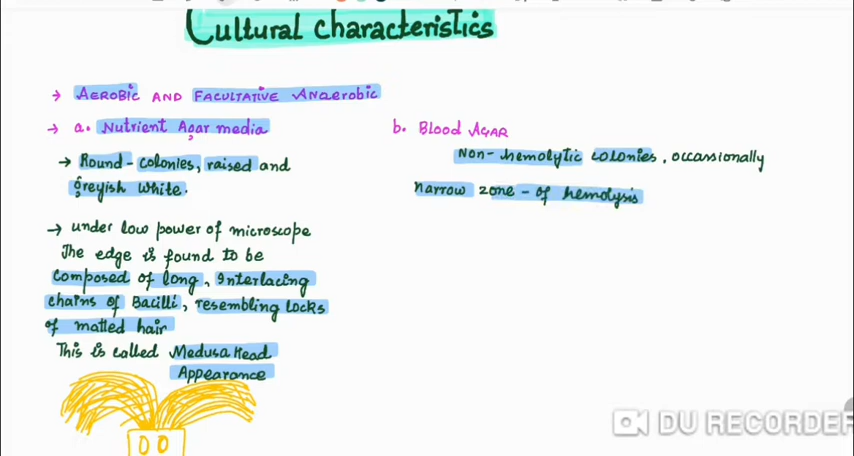 Cultural characteristics
→ AEROBIC AND FACULTATIVE ANAEROBIC
→ a. Nutrient Agar media
→ Round-colonies, raised and
greyish white.
→ under low power of microscope
The edge is found to be
composed of long, Interlacing
chains of Bacilli, resembling locks
of matted hair
This is called Medusa Head
Appearance
b. Blood AGAR
Non-hemolytic colonies, occassionally
narrow zone-of hemolysis
DU RECORDER